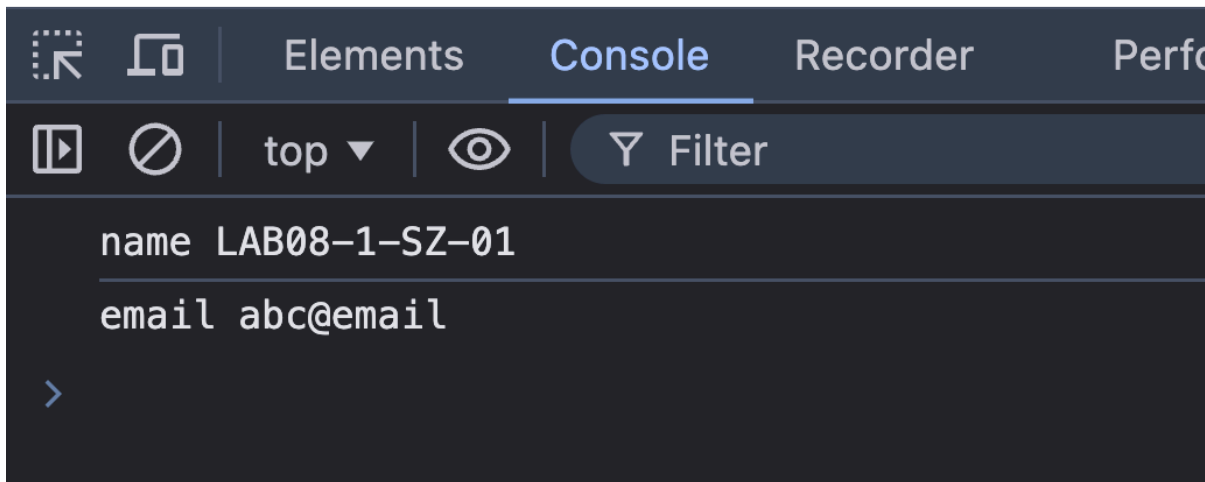 Elements Console Recorder Perfo
top Filter
name LAB08-1-SZ-01
email abc@email